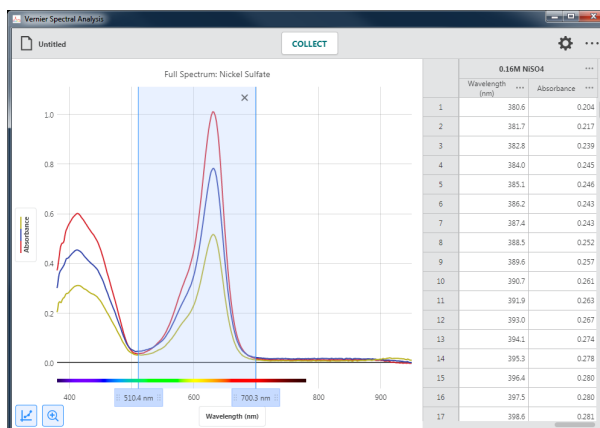 Vernier Spectral Analysis
Untitled
COLLECT
Full Spectrum: Nickel Sulfate
1.0
0.8
0.6
0.4
0.2
0.0
Absorbance
400
510.4 nm
600
700.3 nm
800
900
Wavelength (nm)
0.16M NiSO4
Wavelength
(nm)
Absorbance
1 380.6 0.204
2 381.7 0.217
3 382.8 0.239
4 384.0 0.245
5 385.1 0.246
6 386.2 0.243
7 387.4 0.243
8 388.5 0.252
9 389.6 0.257
10 390.7 0.261
11 391.9 0.263
12 393.0 0.267
13 394.1 0.274
14 395.3 0.278
15 396.4 0.280
16 397.5 0.280
17 398.6 0.281